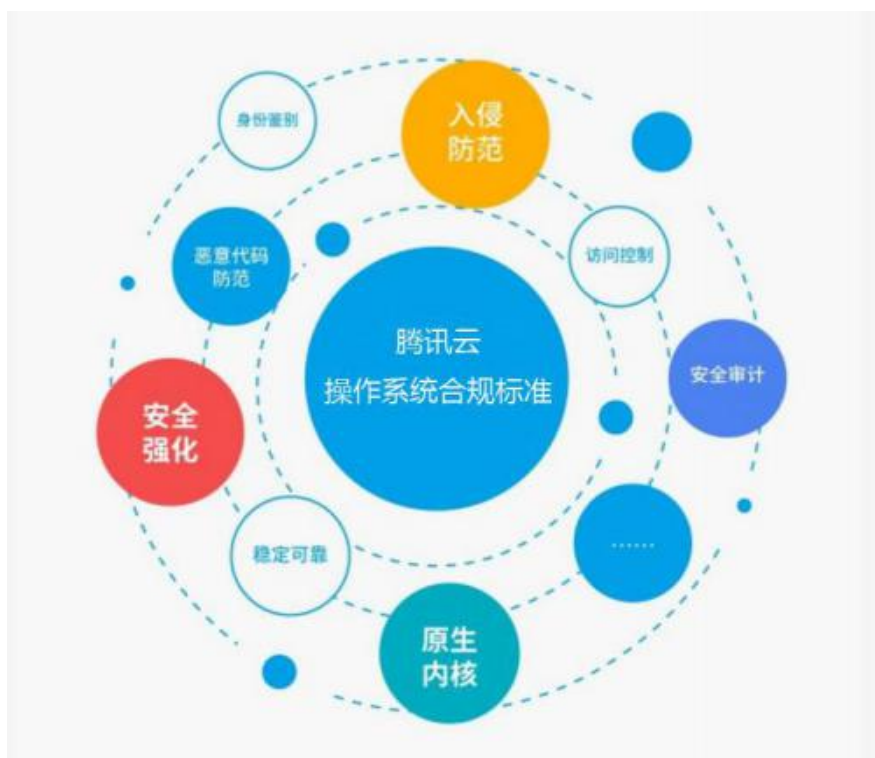 身份鉴别
入侵
防范
恶意代码
防范
访问控制
腾讯云
操作系统合规标准
安全审计
安全
强化
稳定可靠
……
原生
内核